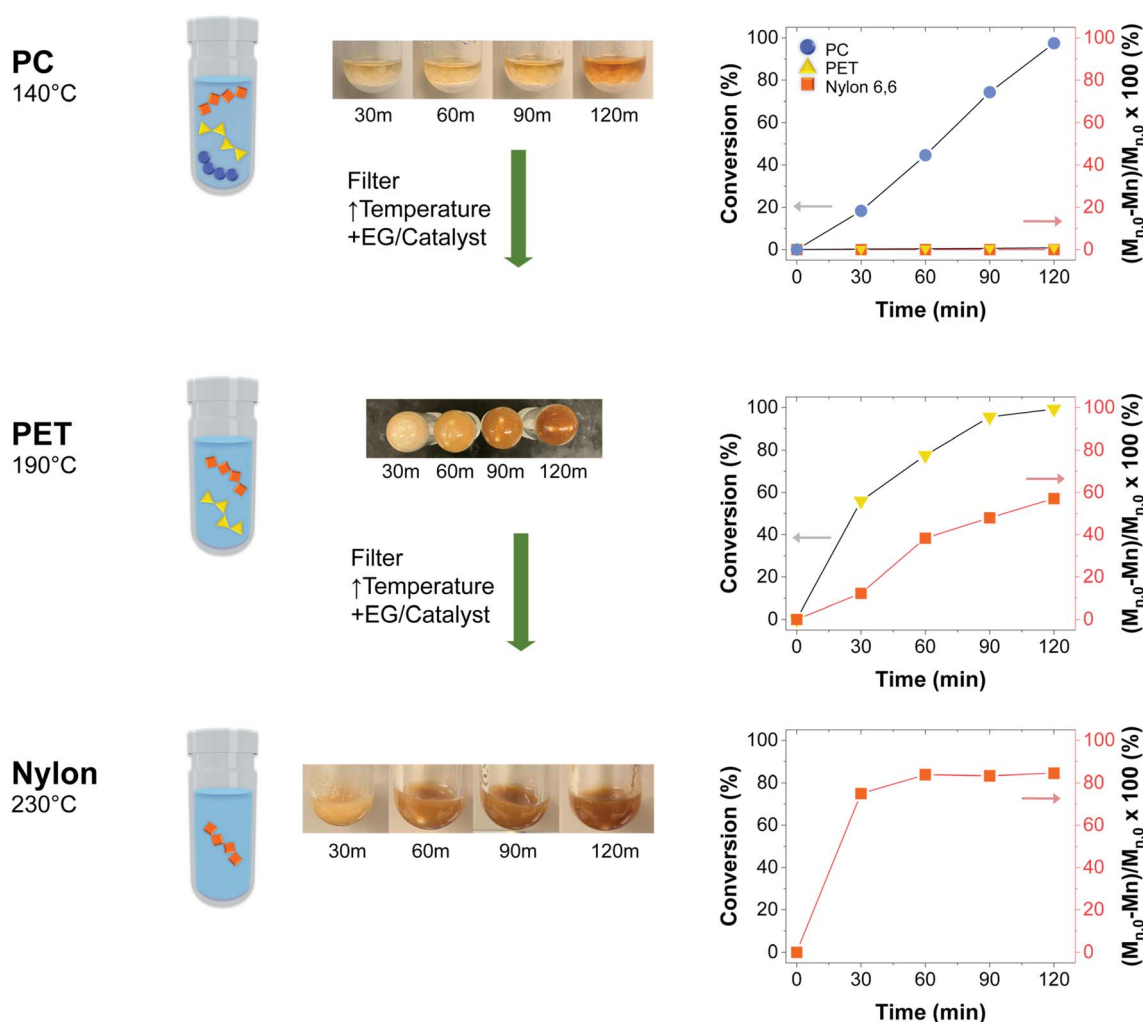 PC
140°C
30m 60m 90m 120m
Filter
↑Temperature
+EG/Catalyst
Conversion (%)
100
80
60
40
20
0
PC
PET
Nylon 6,6
100
80
60
40
20
0
(Mn,0-Mn)/Mn,0 x 100 (%)
0 30 60 90 120
Time (min)
PET
190°C
30m 60m 90m 120m
Filter
↑Temperature
+EG/Catalyst
Conversion (%)
100
80
60
40
20
0
100
80
60
40
20
0
(Mn,0-Mn)/Mn,0 x 100 (%)
0 30 60 90 120
Time (min)
Nylon
230°C
30m 60m 90m 120m
Conversion (%)
100
80
60
40
20
0
100
80
60
40
20
0
(Mn,0-Mn)/Mn,0 x 100 (%)
0 30 60 90 120
Time (min)